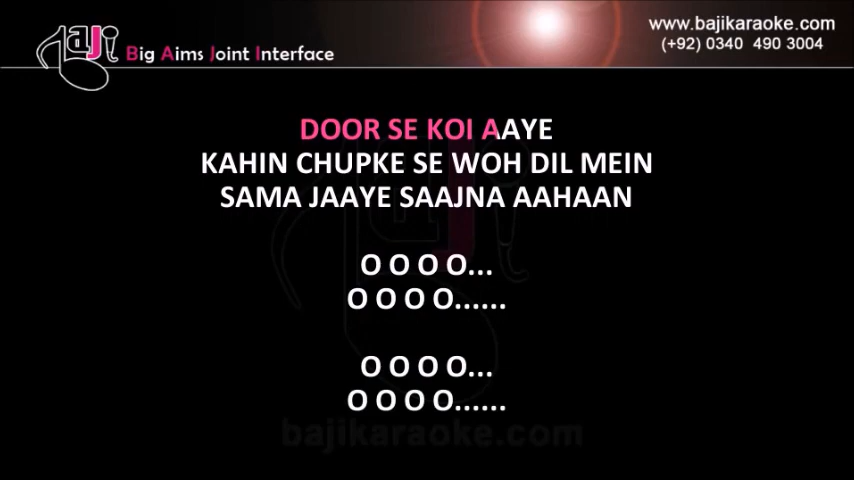 baji Big Aims Joint Interface
www.bajikaraoke.com
(+92) 0340 490 3004
DOOR SE KOI AAYE
KAHIN CHUPKE SE WOH DIL MEIN
SAMA JAAYE SAAJNA AAHAAN
O O O O...
O O O O......
O O O O...
O O O O......
bajikaraoke.com